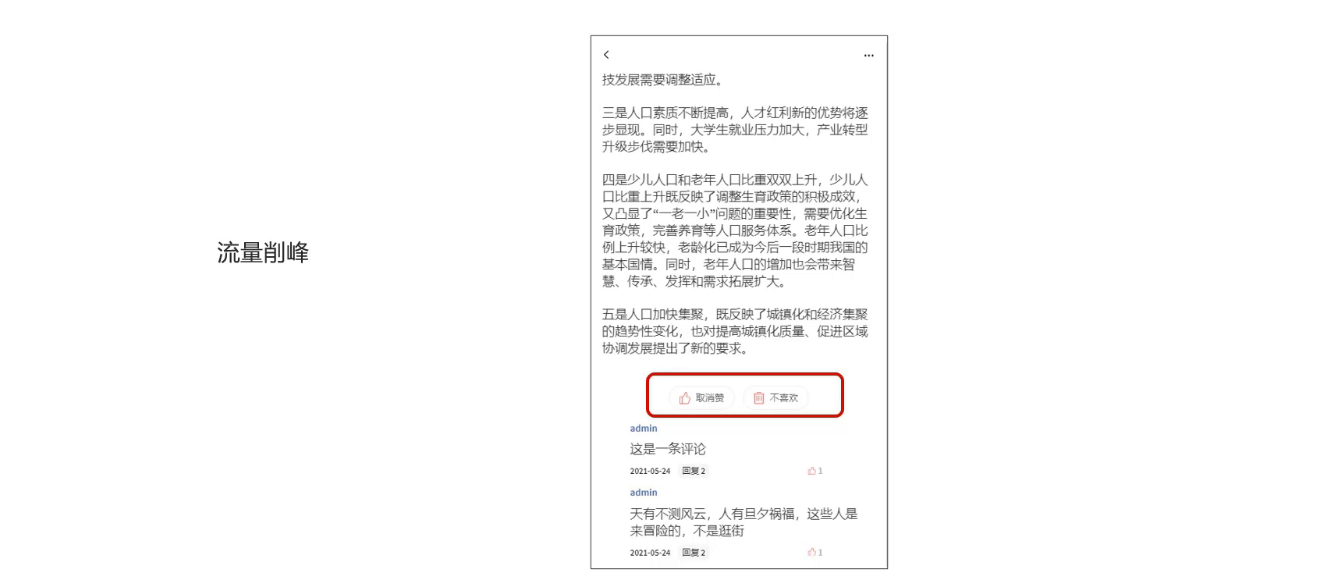 流量削峰
技发展需要调整适应。
三是人口素质不断提高，人才红利新的优势将逐
步显现。同时，大学生就业压力加大，产业转型
升级步伐需要加快。
四是少儿人口和老年人口比重双双上升，少儿人
口比重上升既反映了调整生育政策的积极成效，
又凸显了“一老一小”问题的重要性，需要优化生
育政策，完善养育等人口服务体系。老年人口比
例上升较快，老龄化已成为今后一段时期我国的
基本国情。同时，老年人口的增加也会带来智
慧、传承、发挥和需求拓展扩大。
五是人口加快集聚，既反映了城镇化和经济集聚
的趋势性变化，也对提高城镇化质量、促进区域
协调发展提出了新的要求。
取消赞 不喜欢
admin
这是一条评论
2021-05-24 回复 2 1
admin
天有不测风云，人有旦夕祸福，这些人是
来冒险的，不是逛街
2021-05-24 回复 2 1